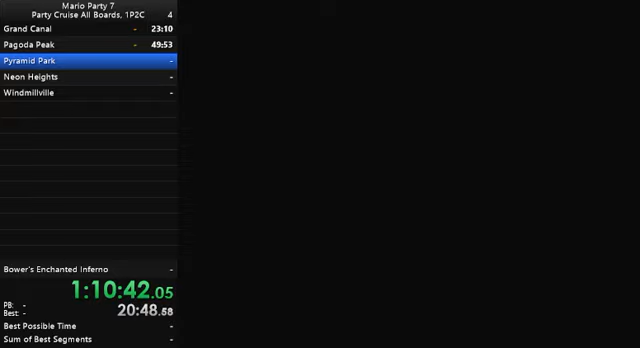 Mario Party 7
Party Cruise All Boards, 1P2C 4
Grand Canal - 23:10
Pagoda Peak - 49:53
Pyramid Park -
Neon Heights -
Windmillville -
Bower's Enchanted Inferno -
1:10:42.05
PB: -
Best: - 20:48.58
Best Possible Time -
Sum of Best Segments -